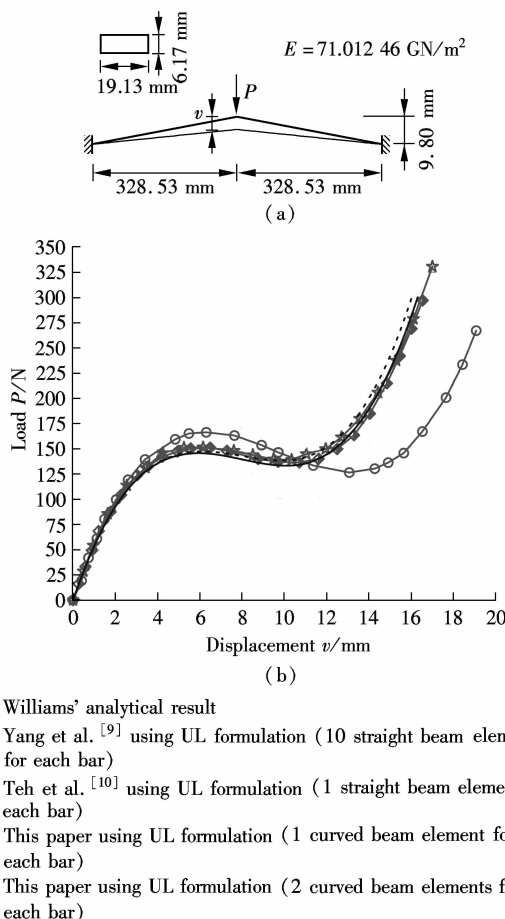 (a)
6.17 mm
19.13 mm
E = 71.012 46 GN/m²
P
v
9.80 mm
328.53 mm
328.53 mm
(a)
350
325
300
275
250
225
200
175
150
125
100
75
50
25
0
Load P/N
0 2 4 6 8 10 12 14 16 18 20
Displacement v/mm
(b)
Williams' analytical result
Yang et al. [9] using UL formulation (10 straight beam elem
for each bar)
Teh et al. [10] using UL formulation (1 straight beam eleme
each bar)
This paper using UL formulation (1 curved beam element fo
each bar)
This paper using UL formulation (2 curved beam elements f
each bar)